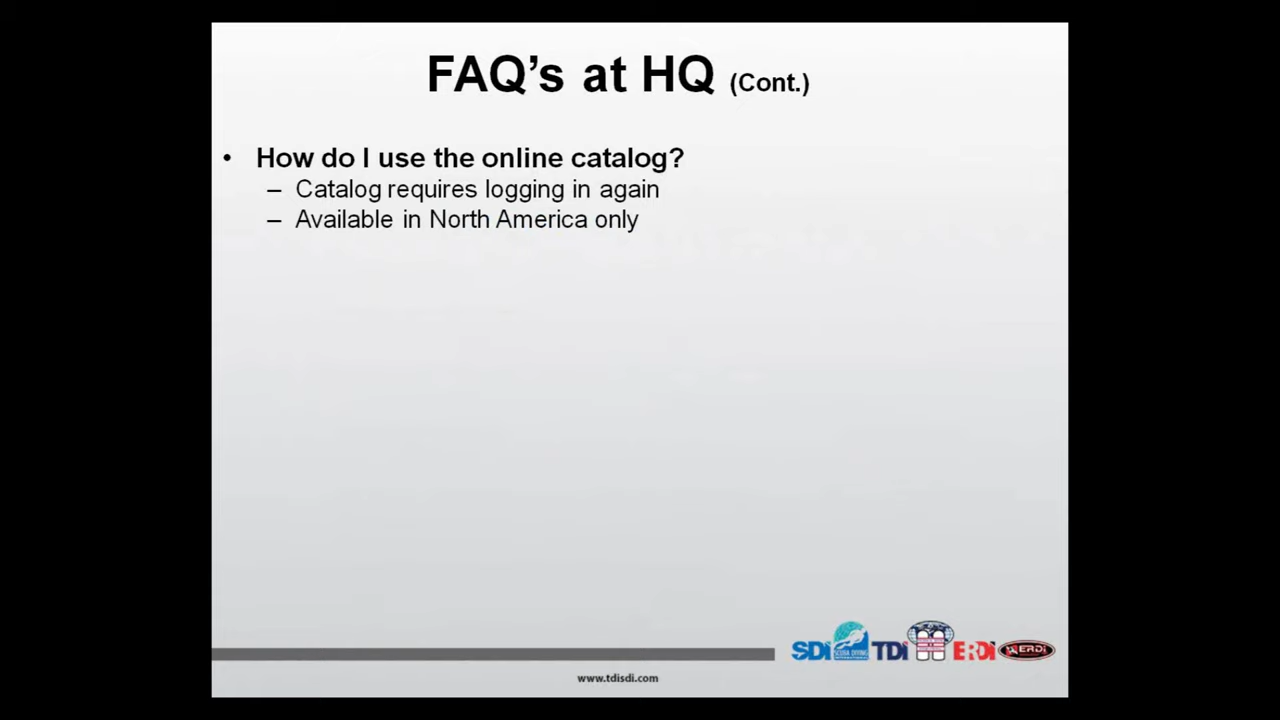 FAQ’s at HQ (Cont.)
• How do I use the online catalog?
– Catalog requires logging in again
– Available in North America only
SDi TDi ERDi ERDi
www.tdisdi.com